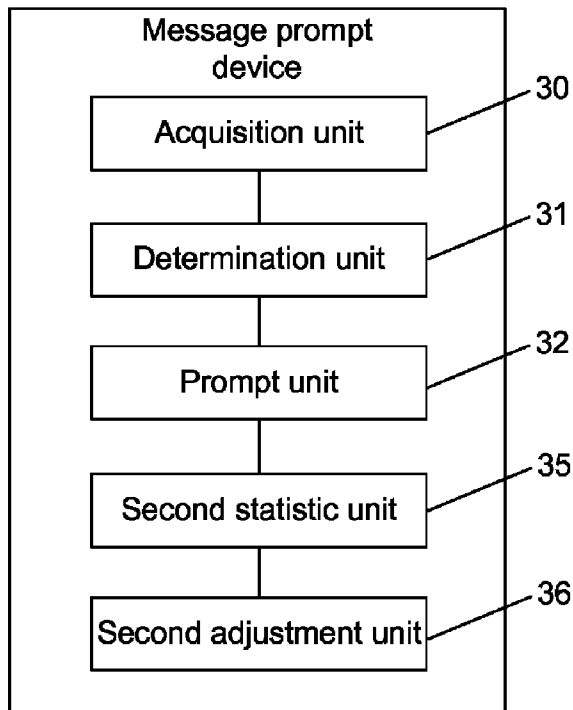 Message prompt
device
30
Acquisition unit
31
Determination unit
32
Prompt unit
35
Second statistic unit
36
Second adjustment unit